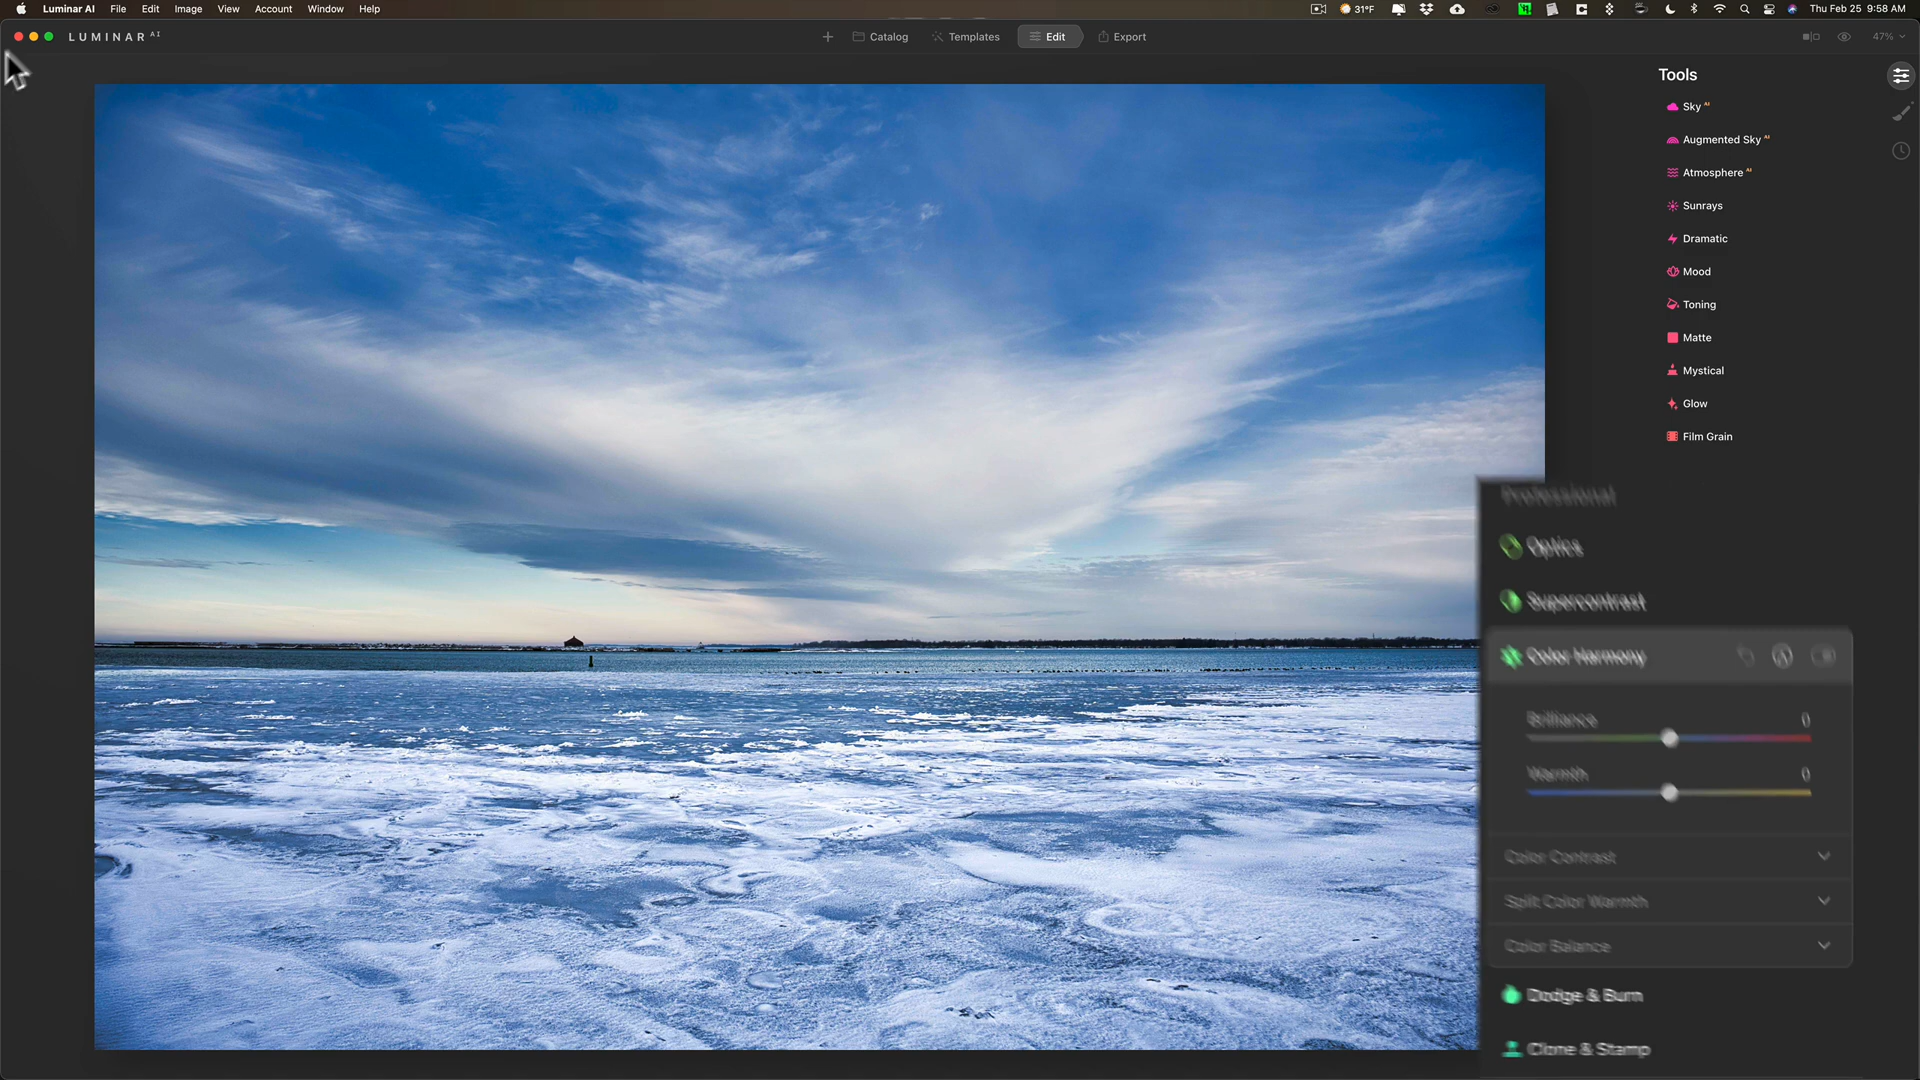 Luminar AI File Edit Image View Account Window Help 31°F Thu Feb 25 9:58 AM
LUMINAR AI + Catalog Templates Edit Export 47%
Tools
Sky AI
Augmented Sky AI
Atmosphere AI
Sunrays
Dramatic
Mood
Toning
Matte
Mystical
Glow
Film Grain
Professional
Optics
Supercontrast
Color Harmony
Brilliance 0
Warmth 0
Color Contrast
Split Color Warmth
Color Balance
Dodge & Burn
Clone & Stamp